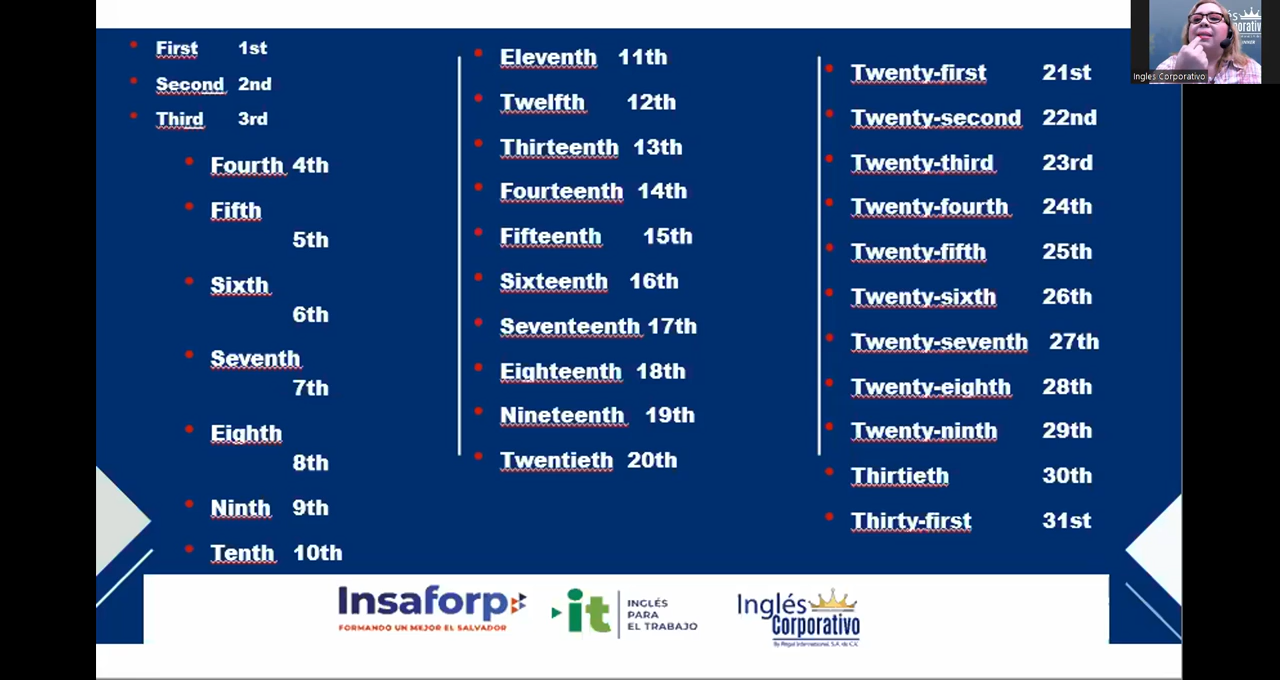 First 1st
Second 2nd
Third 3rd
Fourth 4th
Fifth
5th
Sixth
6th
Seventh
7th
Eighth
8th
Ninth 9th
Tenth 10th
Eleventh 11th
Twelfth 12th
Thirteenth 13th
Fourteenth 14th
Fifteenth 15th
Sixteenth 16th
Seventeenth 17th
Eighteenth 18th
Nineteenth 19th
Twentieth 20th
Twenty-first 21st
Twenty-second 22nd
Twenty-third 23rd
Twenty-fourth 24th
Twenty-fifth 25th
Twenty-sixth 26th
Twenty-seventh 27th
Twenty-eighth 28th
Twenty-ninth 29th
Thirtieth 30th
Thirty-first 31st
Ingles Corporativo
Insaforp
FORMANDO UN MEJOR EL SALVADOR
it
INGLÉS
PARA
EL TRABAJO
Inglés
Corporativo